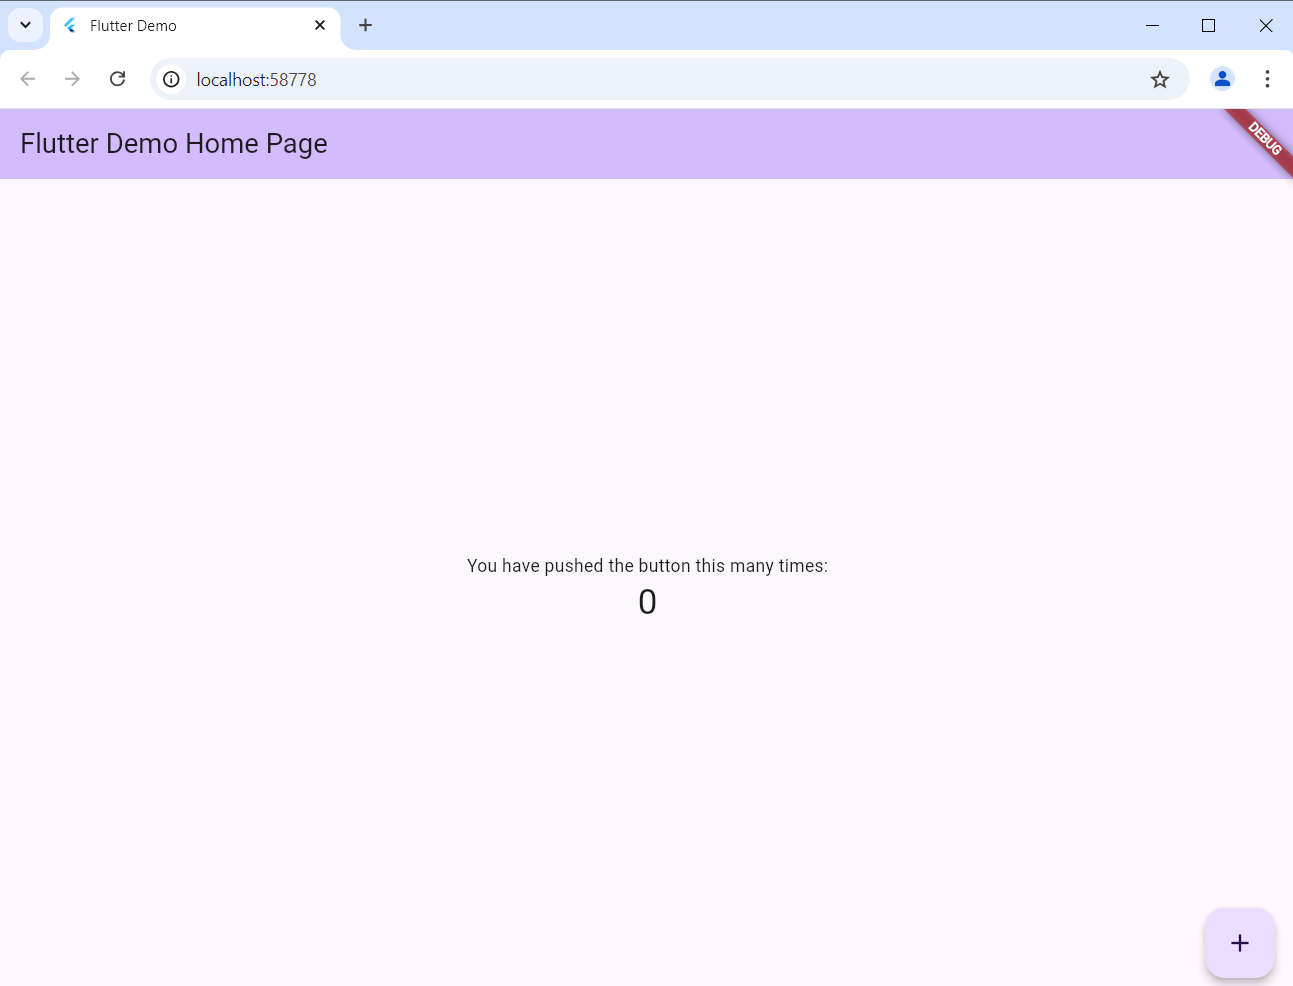 Flutter Demo
localhost:58778
Flutter Demo Home Page
DEBUG
You have pushed the button this many times:
0